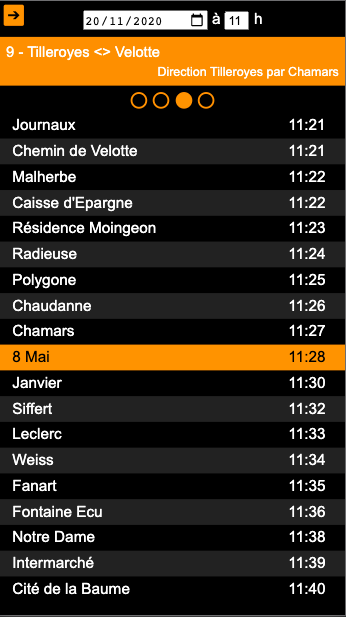 ➔ 20/11/2020 à 11 h
9 - Tilleroyes <> Velotte
Direction Tilleroyes par Chamars
Journaux 11:21
Chemin de Velotte 11:21
Malherbe 11:22
Caisse d'Epargne 11:22
Résidence Moingeon 11:23
Radieuse 11:24
Polygone 11:25
Chaudanne 11:26
Chamars 11:27
8 Mai 11:28
Janvier 11:30
Siffert 11:32
Leclerc 11:33
Weiss 11:34
Fanart 11:35
Fontaine Ecu 11:36
Notre Dame 11:38
Intermarché 11:39
Cité de la Baume 11:40